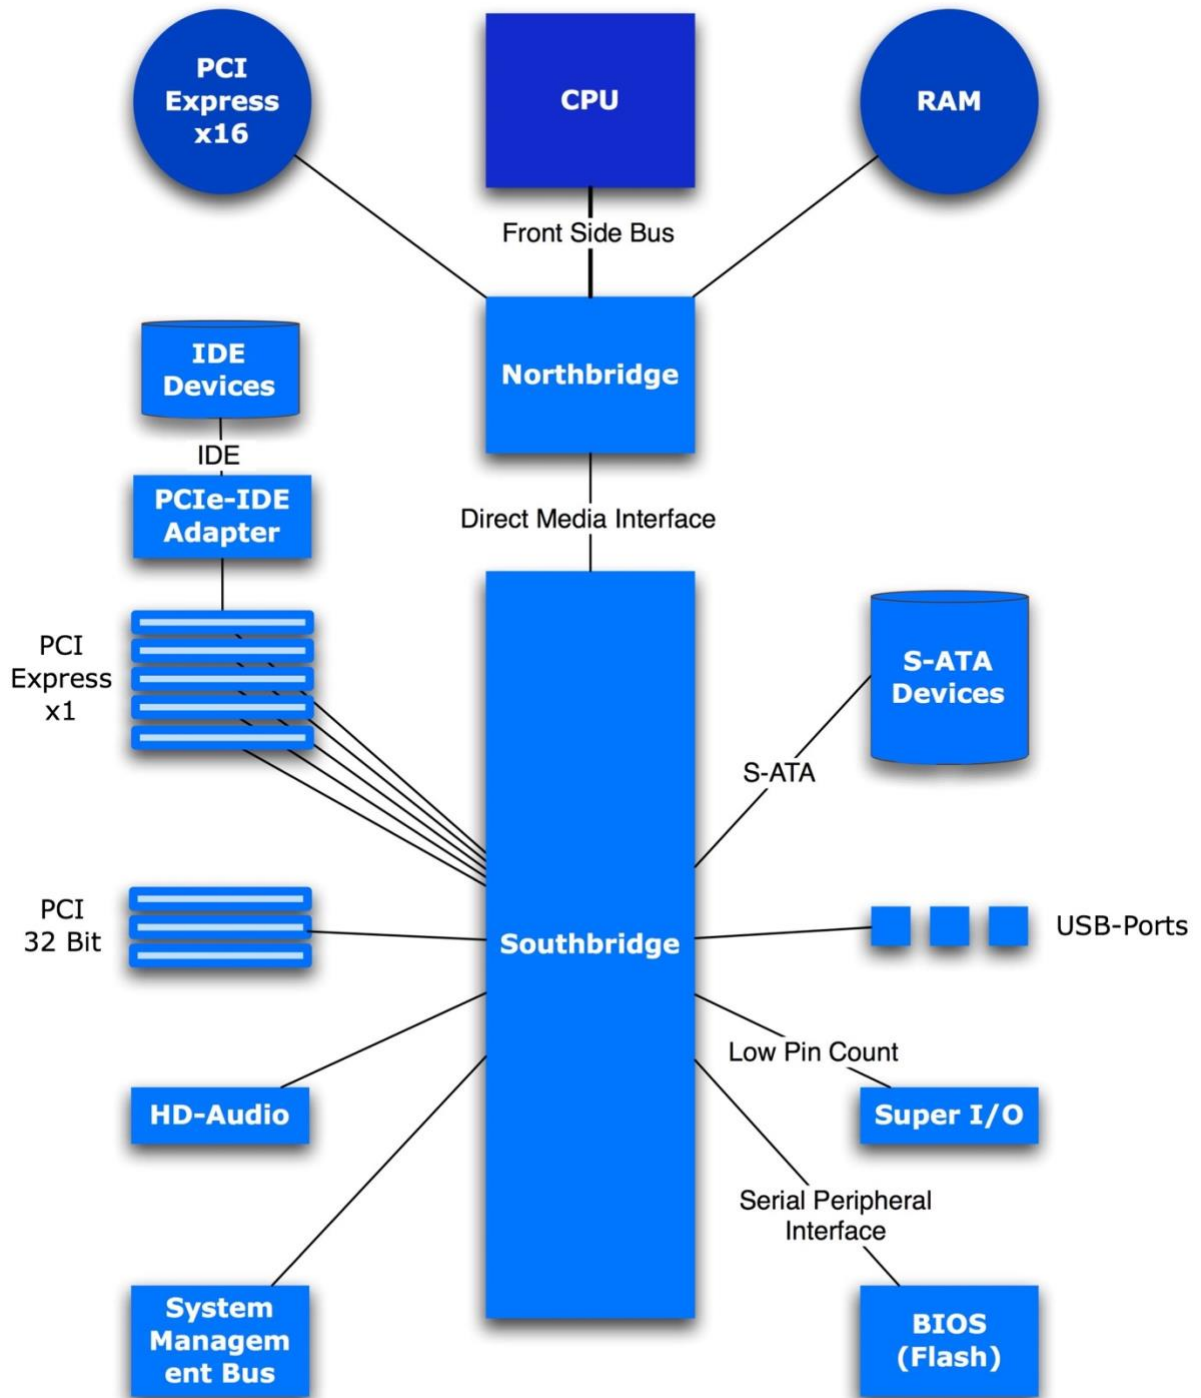 PCI
Express
x16
CPU
RAM
Front Side Bus
IDE
Devices
Northbridge
IDE
PCIe-IDE
Adapter
Direct Media Interface
PCI
Express
x1
S-ATA
Devices
S-ATA
PCI
32 Bit
Southbridge
USB-Ports
Low Pin Count
HD-Audio
Super I/O
Serial Peripheral
Interface
System
Managem
ent Bus
BIOS
(Flash)